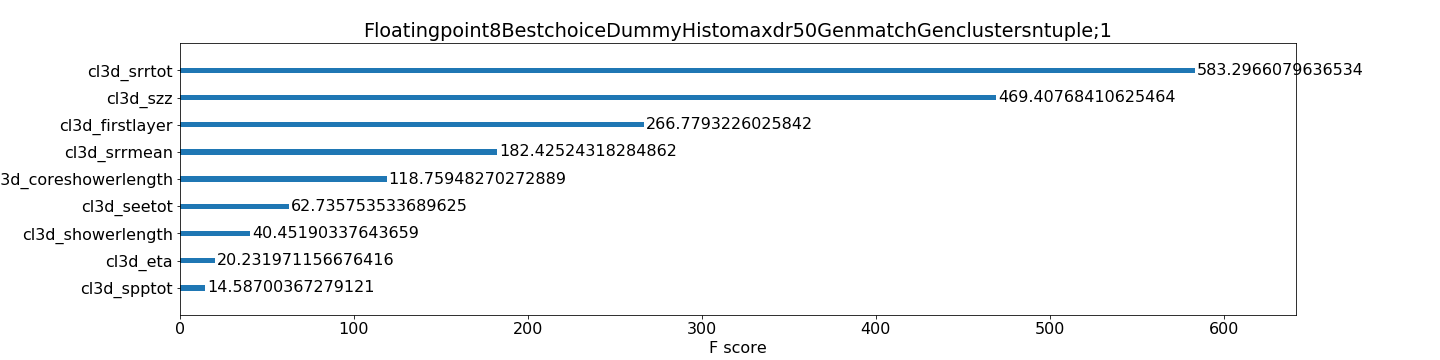 Floatingpoint8BestchoiceDummyHistomaxdr50GenmatchGenclustersntuple;1
cl3d_srrtot 583.2966079636534
cl3d_szz 469.40768410625464
cl3d_firstlayer 266.7793226025842
cl3d_srrmean 182.42524318284862
3d_coreshowerlength 118.75948270272889
cl3d_seetot 62.735753533689625
cl3d_showerlength 40.45190337643659
cl3d_eta 20.231971156676416
cl3d_spptot 14.58700367279121
0 100 200 300 400 500 600
F score